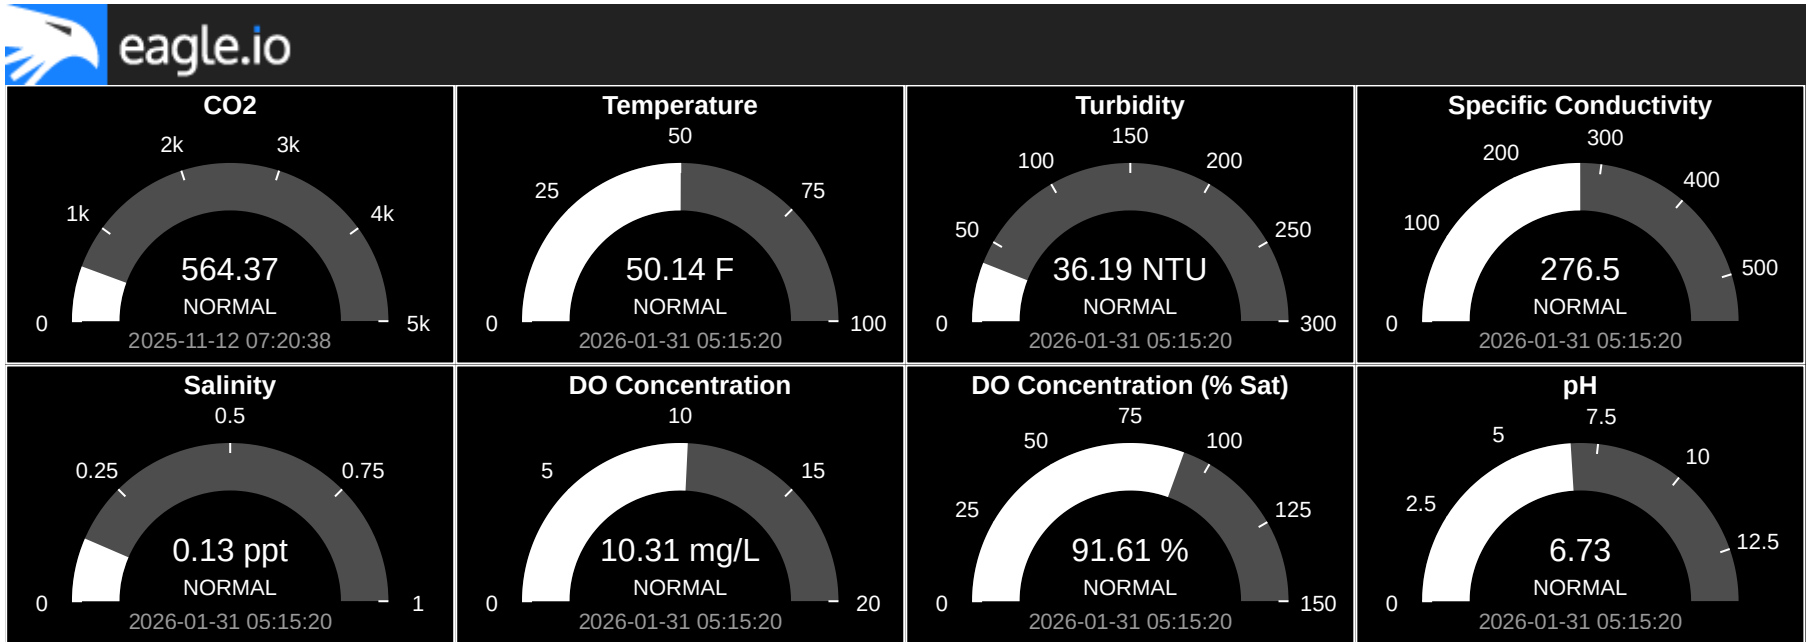 eagle.io
CO2
0
1k
2k
3k
4k
5k
564.37
NORMAL
2025-11-12 07:20:38
Temperature
0
25
50
75
100
50.14 F
NORMAL
2026-01-31 05:15:20
Turbidity
0
50
100
150
200
250
300
36.19 NTU
NORMAL
2026-01-31 05:15:20
Specific Conductivity
0
100
200
300
400
500
276.5
NORMAL
2026-01-31 05:15:20
Salinity
0
0.25
0.5
0.75
1
0.13 ppt
NORMAL
2026-01-31 05:15:20
DO Concentration
0
5
10
15
20
10.31 mg/L
NORMAL
2026-01-31 05:15:20
DO Concentration (% Sat)
0
25
50
75
100
125
150
91.61 %
NORMAL
2026-01-31 05:15:20
pH
0
2.5
5
7.5
10
12.5
6.73
NORMAL
2026-01-31 05:15:20